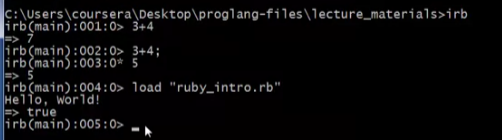 C:\Users\coursera\Desktop\proglang-files\lecture_materials>irb
irb(main):001:0> 3+4
=> 7
irb(main):002:0> 3+4;
irb(main):003:0* 5
=> 5
irb(main):004:0> load "ruby_intro.rb"
Hello, World!
=> true
irb(main):005:0> _